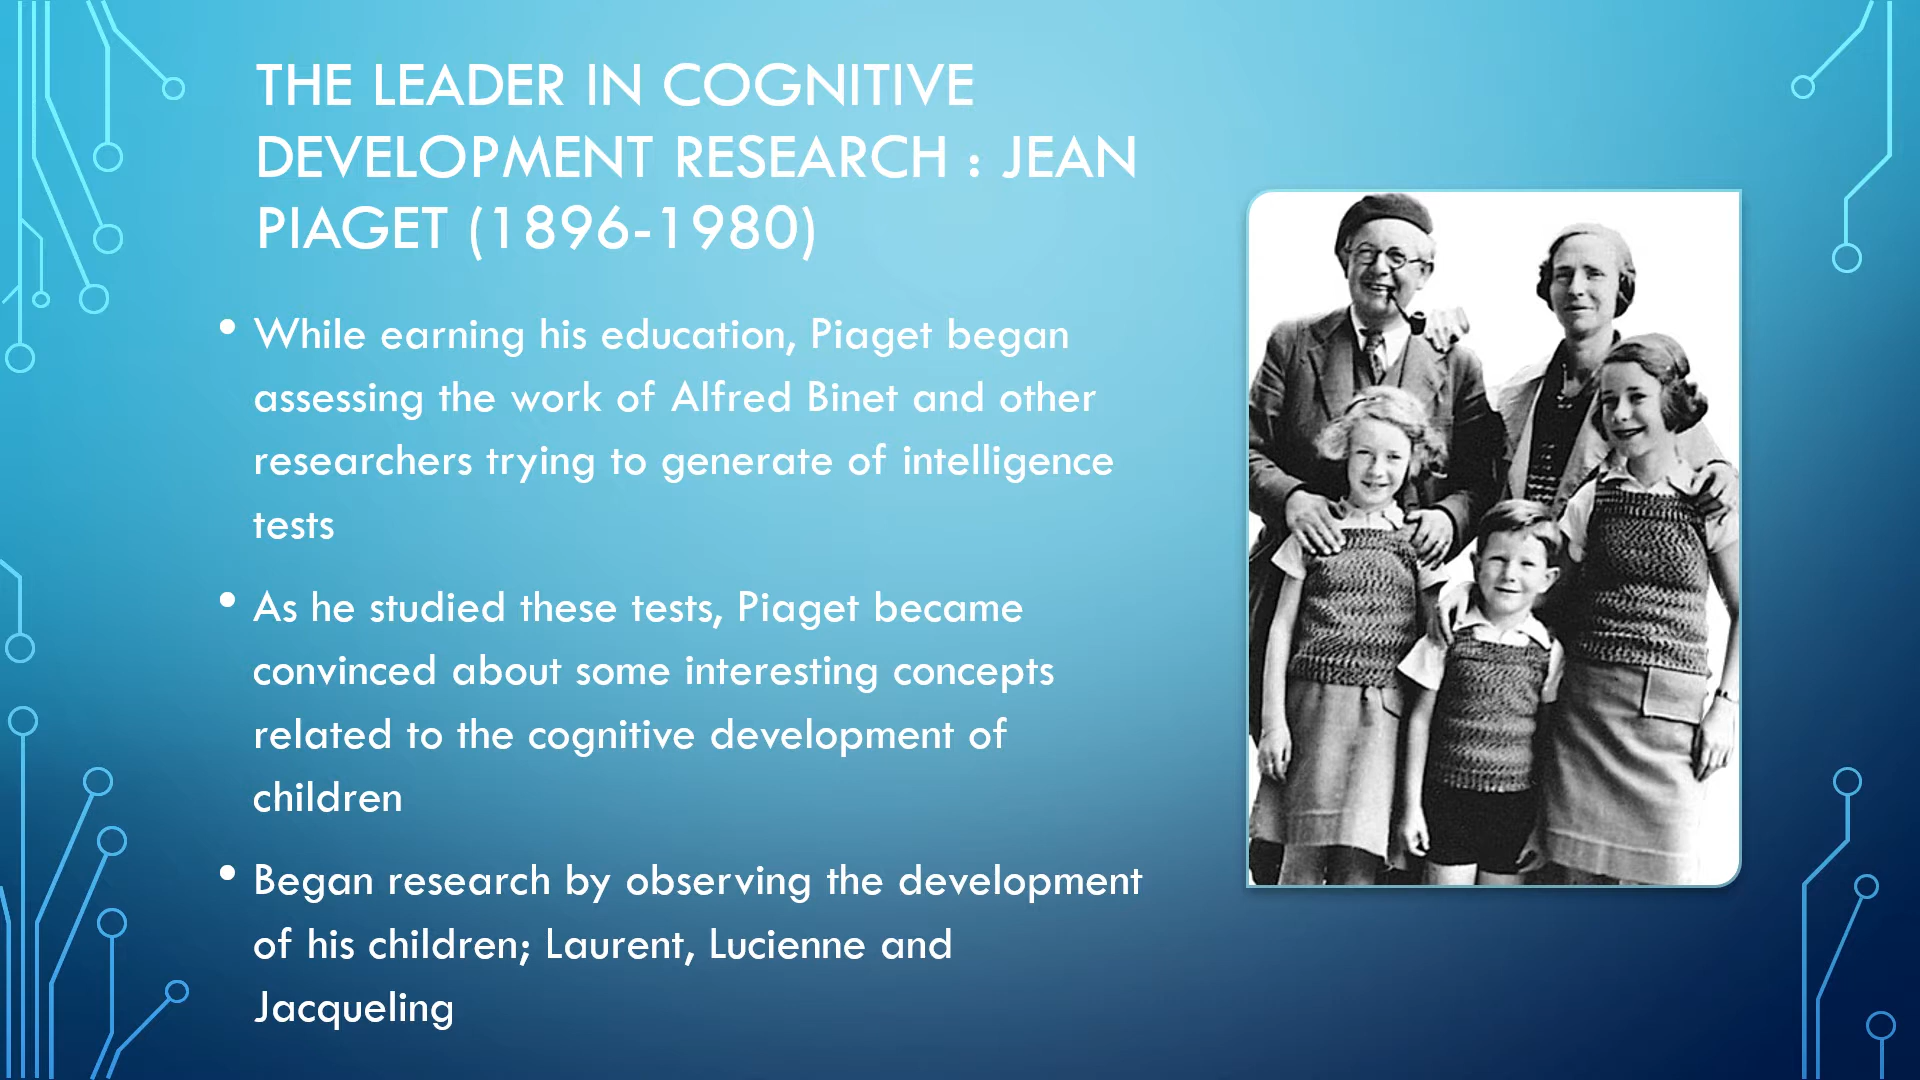 THE LEADER IN COGNITIVE
DEVELOPMENT RESEARCH : JEAN
PIAGET (1896-1980)
• While earning his education, Piaget began
assessing the work of Alfred Binet and other
researchers trying to generate of intelligence
tests
• As he studied these tests, Piaget became
convinced about some interesting concepts
related to the cognitive development of
children
• Began research by observing the development
of his children; Laurent, Lucienne and
Jacqueling